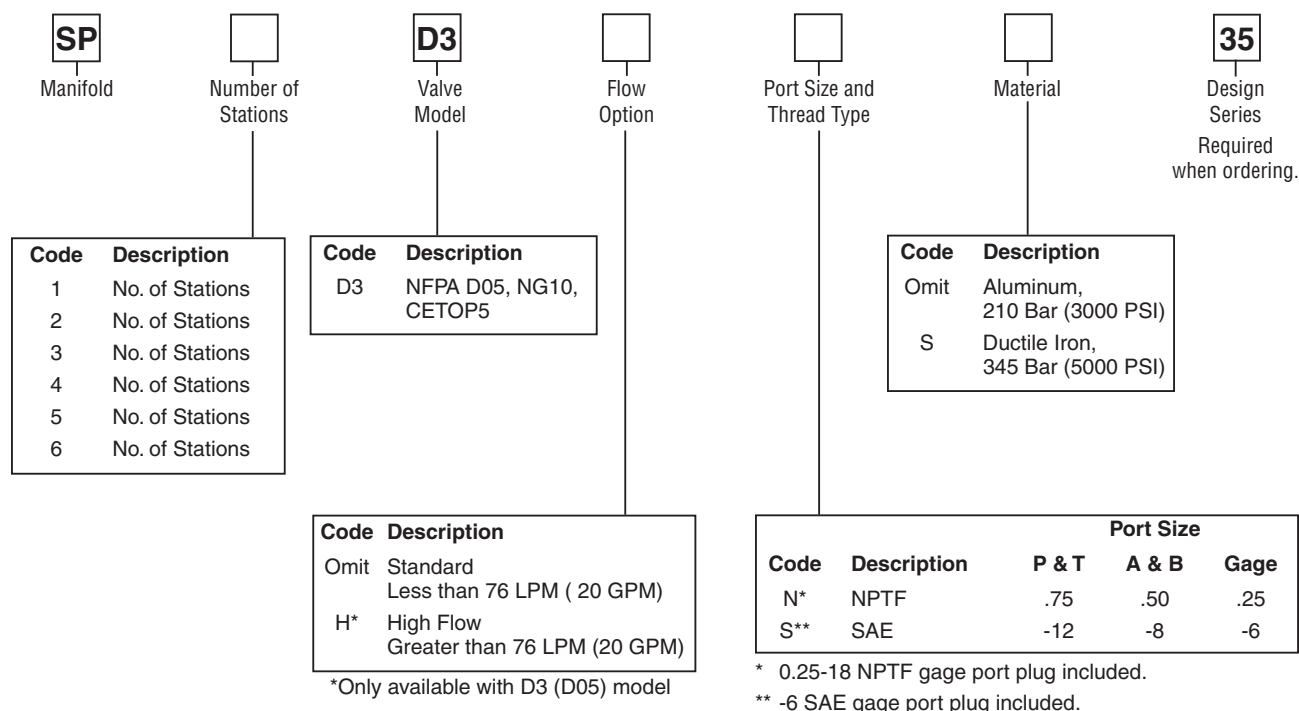 SP
D3
35
Manifold
Number of
Stations
Valve
Model
Flow
Option
Port Size and
Thread Type
Material
Design
Series
Required
when ordering.
Code Description
1 No. of Stations
2 No. of Stations
3 No. of Stations
4 No. of Stations
5 No. of Stations
6 No. of Stations
Code Description
D3 NFPA D05, NG10,
CETOP5
Code Description
Omit Aluminum,
210 Bar (3000 PSI)
S Ductile Iron,
345 Bar (5000 PSI)
Code Description
Omit Standard
Less than 76 LPM ( 20 GPM)
H* High Flow
Greater than 76 LPM (20 GPM)
*Only available with D3 (D05) model
Port Size
Code Description P & T A & B Gage
N* NPTF .75 .50 .25
S** SAE -12 -8 -6
* 0.25-18 NPTF gage port plug included.
** -6 SAE gage port plug included.